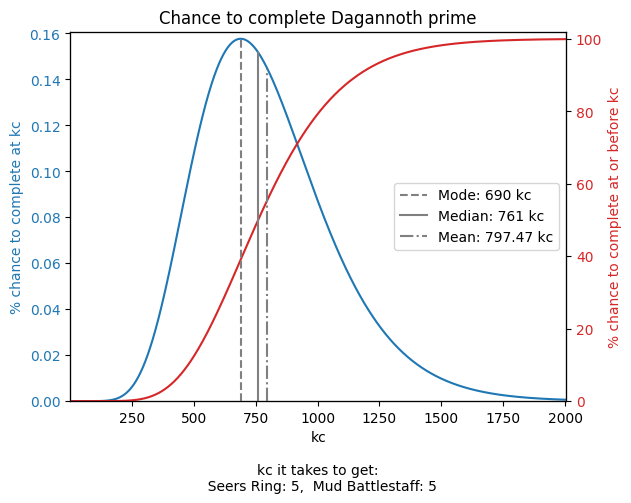 Chance to complete Dagannoth prime
% chance to complete at kc
0.16
0.14
0.12
0.10
0.08
0.06
0.04
0.02
0.00
Mode: 690 kc
Median: 761 kc
Mean: 797.47 kc
100
80
60
40
20
0
% chance to complete at or before kc
250 500 750 1000 1250 1500 1750 2000
kc
kc it takes to get:
Seers Ring: 5,  Mud Battlestaff: 5